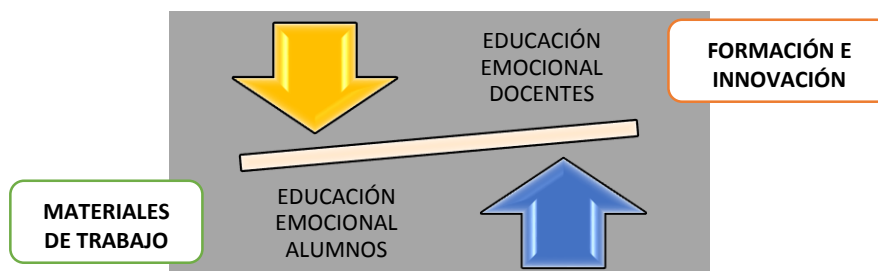 EDUCACIÓN
EMOCIONAL
DOCENTES
FORMACIÓN E
INNOVACIÓN
EDUCACIÓN
EMOCIONAL
ALUMNOS
MATERIALES
DE TRABAJO